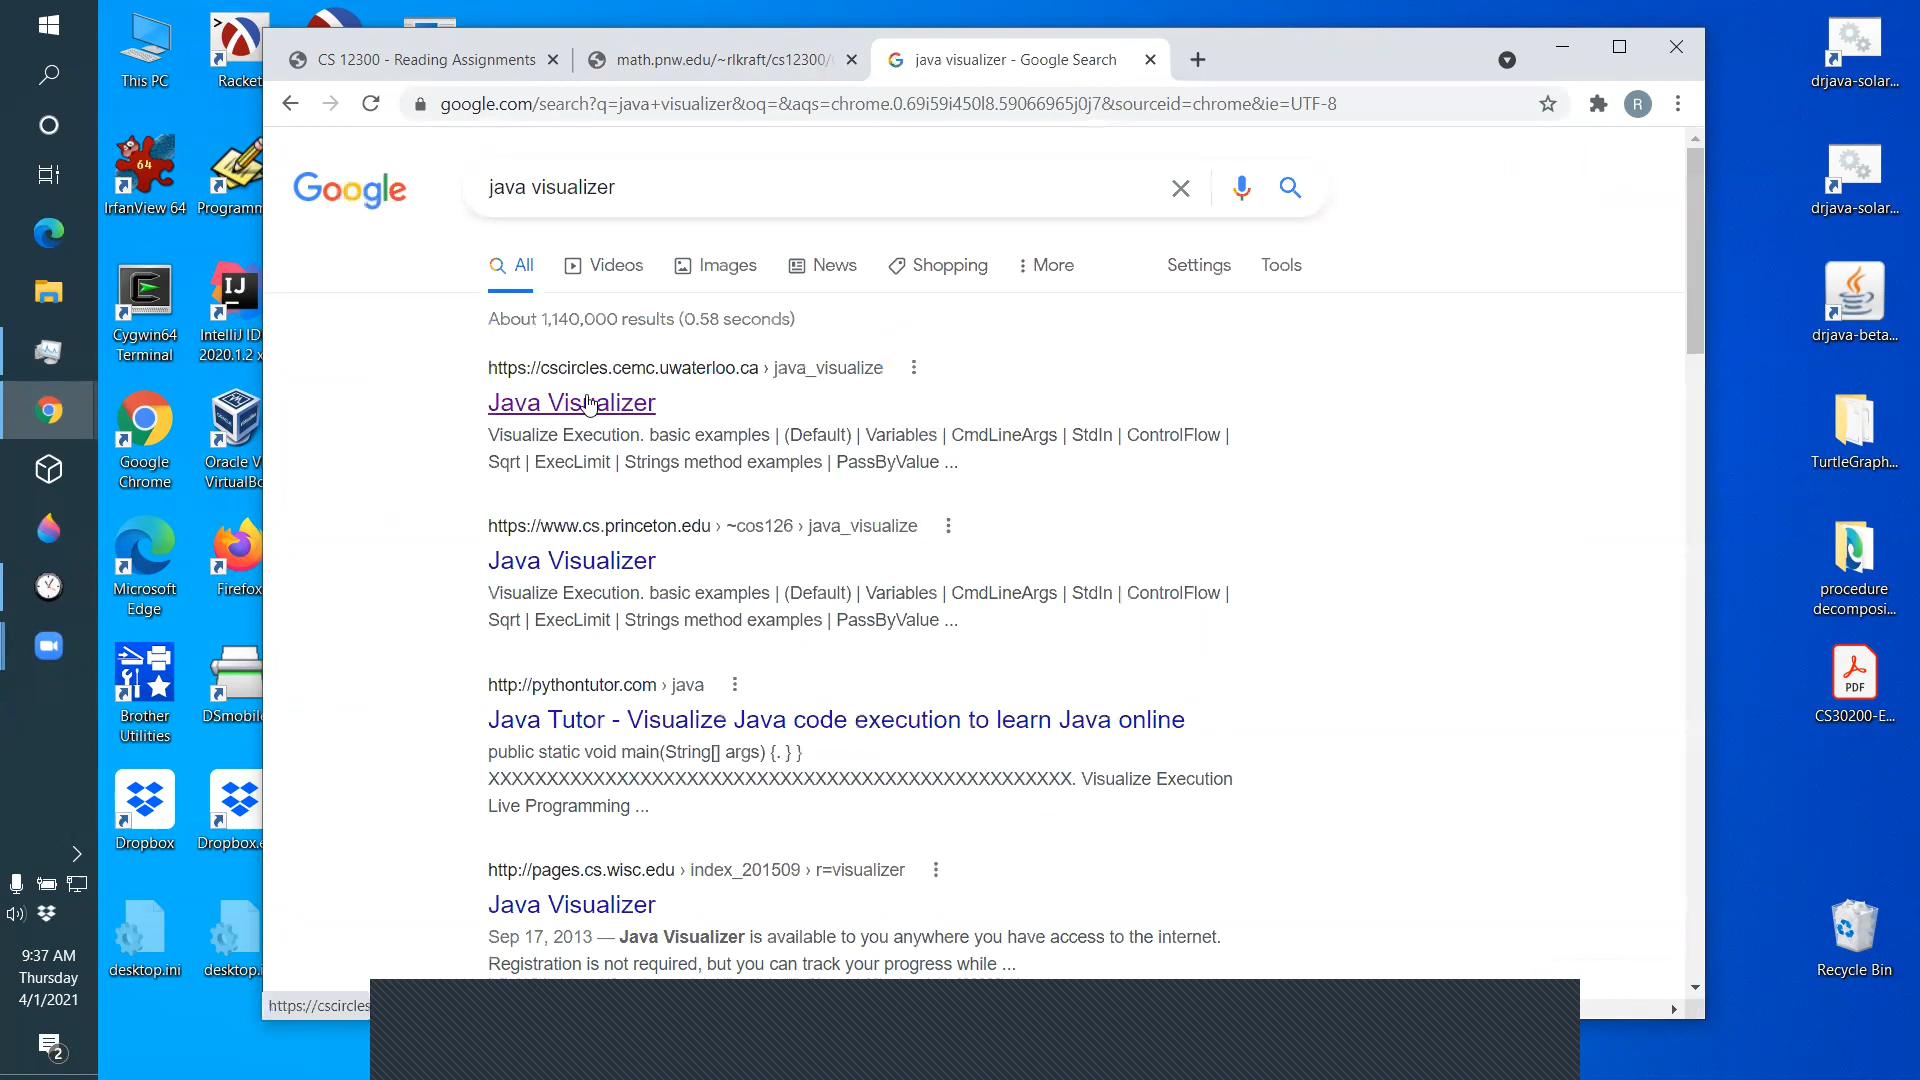 This PC
Racket
IrfanView 64
Programm
Cygwin64
Terminal
IntelliJ ID
2020.1.2 x
Google
Chrome
Oracle V
VirtualBo
Microsoft
Edge
Firefox
Brother
Utilities
DSmobil
Dropbox
Dropbox.e
desktop.ini
desktop.i
9:37 AM
Thursday
4/1/2021
2
CS 12300 - Reading Assignments
math.pnw.edu/~rlkraft/cs12300/
java visualizer - Google Search
google.com/search?q=java+visualizer&oq=&aqs=chrome.0.69i59i450l8.59066965j0j7&sourceid=chrome&ie=UTF-8
R
Google
java visualizer
All
Videos
Images
News
Shopping
More
Settings
Tools
About 1,140,000 results (0.58 seconds)
https://cscircles.cemc.uwaterloo.ca › java_visualize
Java Visualizer
Visualize Execution. basic examples | (Default) | Variables | CmdLineArgs | StdIn | ControlFlow |
Sqrt | ExecLimit | Strings method examples | PassByValue ...
https://www.cs.princeton.edu › ~cos126 › java_visualize
Java Visualizer
Visualize Execution. basic examples | (Default) | Variables | CmdLineArgs | StdIn | ControlFlow |
Sqrt | ExecLimit | Strings method examples | PassByValue ...
http://pythontutor.com › java
Java Tutor - Visualize Java code execution to learn Java online
public static void main(String[] args) {. } }
XXXXXXXXXXXXXXXXXXXXXXXXXXXXXXXXXXXXXXXXXXXXXXXXXX. Visualize Execution
Live Programming ...
http://pages.cs.wisc.edu › index_201509 › r=visualizer
Java Visualizer
Sep 17, 2013 — Java Visualizer is available to you anywhere you have access to the internet.
Registration is not required, but you can track your progress while ...
https://cscircles
drjava-solar...
drjava-solar...
drjava-beta...
TurtleGraph...
procedure
decomposi...
PDF
CS30200-E...
Recycle Bin